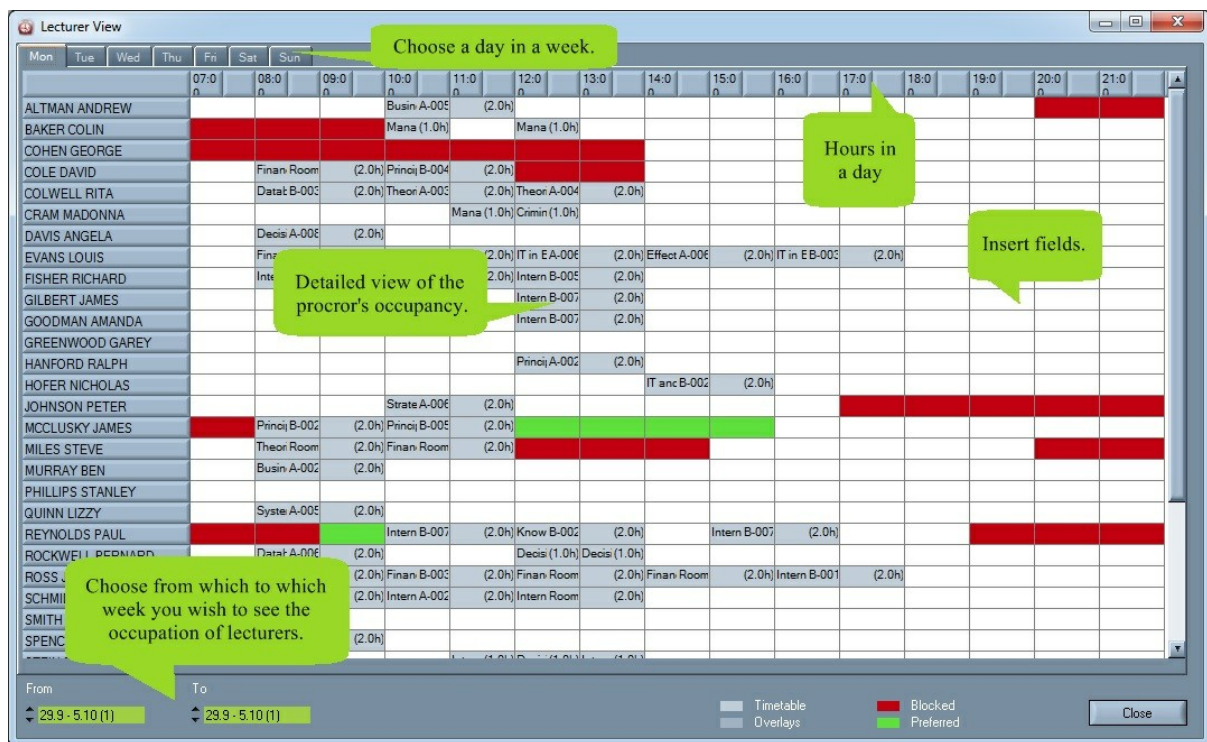 Lecturer View
Choose a day in a week.
Mon Tue Wed Thu Fri Sat Sun
07:0 08:0 09:0 10:0 11:0 12:0 13:0 14:0 15:0 16:0 17:0 18:0 19:0 20:0 21:0
ALTMAN ANDREW Busin A-005 (2.0h)
BAKER COLIN Mana (1.0h) Mana (1.0h)
COHEN GEORGE
Hours in
a day
COLE DAVID Finan Room (2.0h) Princi B-004 (2.0h)
COLWELL RITA Datab B-003 (2.0h) Theori A-003 (2.0h) Theori A-004 (2.0h)
CRAM MADONNA Mana (1.0h) Crimin (1.0h)
DAVIS ANGELA Decis A-008 (2.0h)
Insert fields.
EVANS LOUIS (2.0h) IT in E A-006 (2.0h) Effect A-006 (2.0h) IT in E B-003 (2.0h)
FISHER RICHARD (2.0h) Intern B-005 (2.0h)
Detailed view of the
procror's occupancy.
GILBERT JAMES Intern B-007 (2.0h)
GOODMAN AMANDA Intern B-007 (2.0h)
GREENWOOD GAREY
HANFORD RALPH Princi A-002 (2.0h)
HOFER NICHOLAS IT anc B-002 (2.0h)
JOHNSON PETER Strate A-006 (2.0h)
MCCLUSKY JAMES Princi B-002 (2.0h) Princi B-005 (2.0h)
MILES STEVE Theori Room (2.0h) Finan Room (2.0h)
MURRAY BEN Busin A-002 (2.0h)
PHILLIPS STANLEY
QUINN LIZZY Syste A-005 (2.0h)
REYNOLDS PAUL Intern B-007 (2.0h) Know B-002 (2.0h) Intern B-007 (2.0h)
ROCKWELL BERNARD Datab A-006 (2.0h) Decis (1.0h) Decis (1.0h)
ROSS (2.0h) Finan B-003 (2.0h) Finan Room (2.0h) Finan Room (2.0h) Intern B-001 (2.0h)
(2.0h) Intern A-002 (2.0h) Intern Room (2.0h)
SMITH
(2.0h)
Choose from which to which
week you wish to see the
occupation of lecturers.
From To
29.9 - 5.10 (1) 29.9 - 5.10 (1)
Timetable Blocked
Overlays Preferred
Close